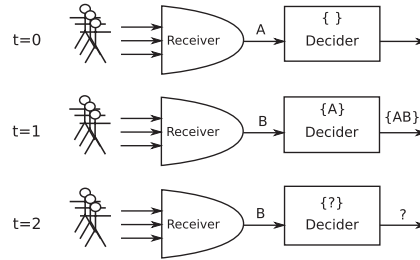 t=0
Receiver
A
{ }
Decider
t=1
Receiver
B
{A}
Decider
{AB}
t=2
Receiver
B
{?}
Decider
?